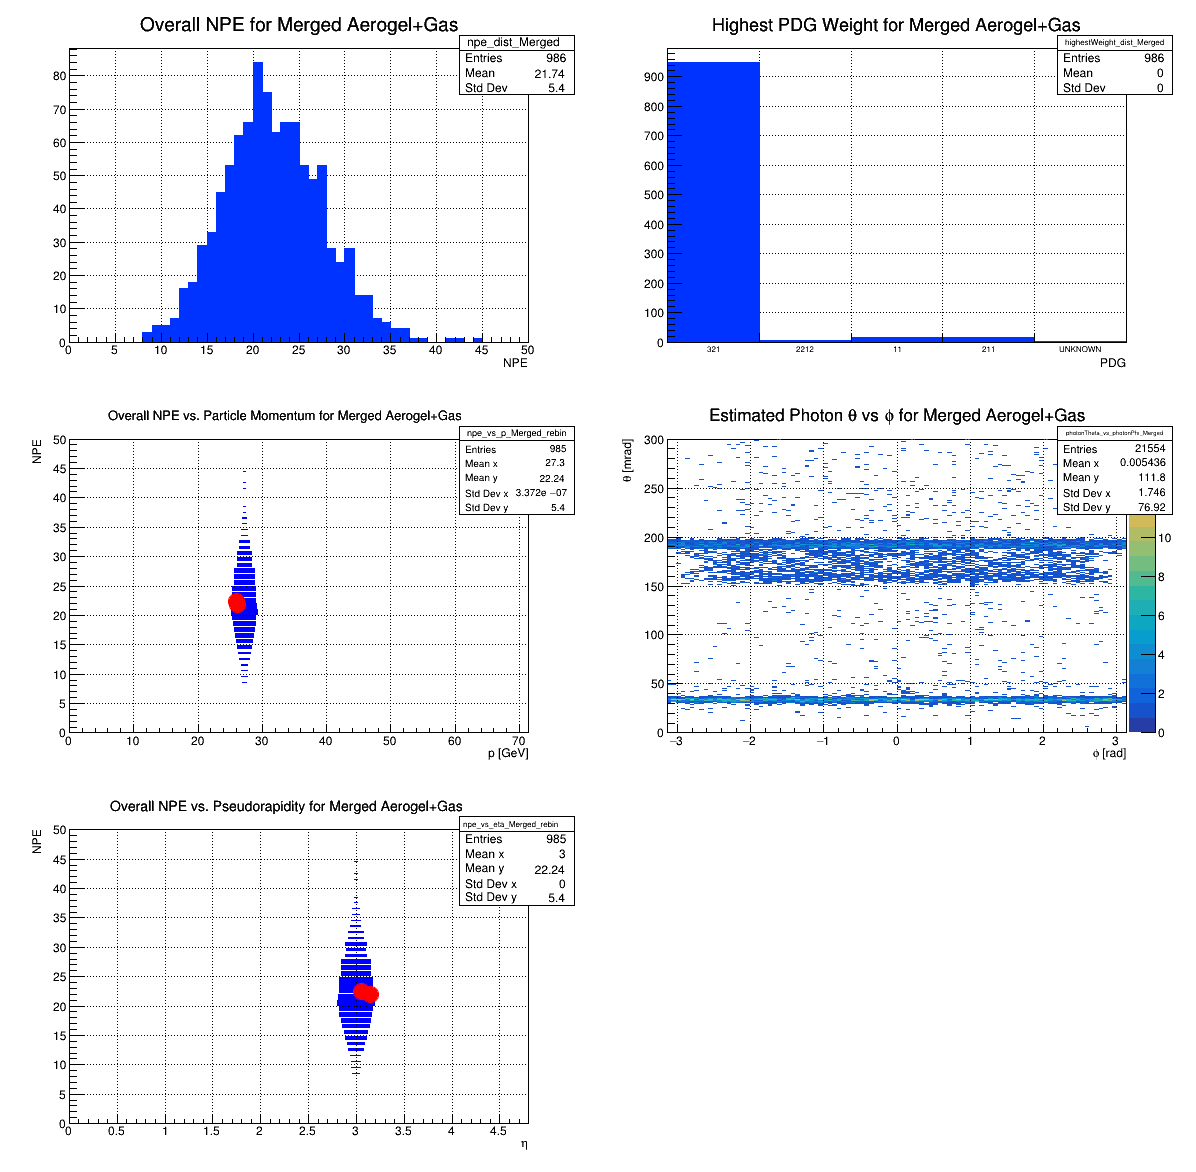 Overall NPE for Merged Aerogel+Gas
npe_dist_Merged
Entries 986
Mean 21.74
Std Dev 5.4
80
70
60
50
40
30
20
10
0
0 5 10 15 20 25 30 35 40 45 50
NPE
Highest PDG Weight for Merged Aerogel+Gas
highestWeight_dist_Merged
Entries 986
Mean 0
Std Dev 0
900
800
700
600
500
400
300
200
100
0
321 2212 11 211 UNKNOWN
PDG
Overall NPE vs. Particle Momentum for Merged Aerogel+Gas
npe_vs_p_Merged_rebin
Entries 985
Mean x 27.3
Mean y 22.24
Std Dev x 3.372e −07
Std Dev y 5.4
NPE
50
45
40
35
30
25
20
15
10
5
0
0 10 20 30 40 50 60 70
p [GeV]
Estimated Photon θ vs ϕ for Merged Aerogel+Gas
photonTheta_vs_photonPhi_Merged
Entries 21554
Mean x 0.005436
Mean y 111.8
Std Dev x 1.746
Std Dev y 76.92
θ [mrad]
300
250
200
150
100
50
0
−3 −2 −1 0 1 2 3
ϕ [rad]
10
8
6
4
2
0
Overall NPE vs. Pseudorapidity for Merged Aerogel+Gas
npe_vs_eta_Merged_rebin
Entries 985
Mean x 3
Mean y 22.24
Std Dev x 0
Std Dev y 5.4
NPE
50
45
40
35
30
25
20
15
10
5
0
0 0.5 1 1.5 2 2.5 3 3.5 4 4.5
η